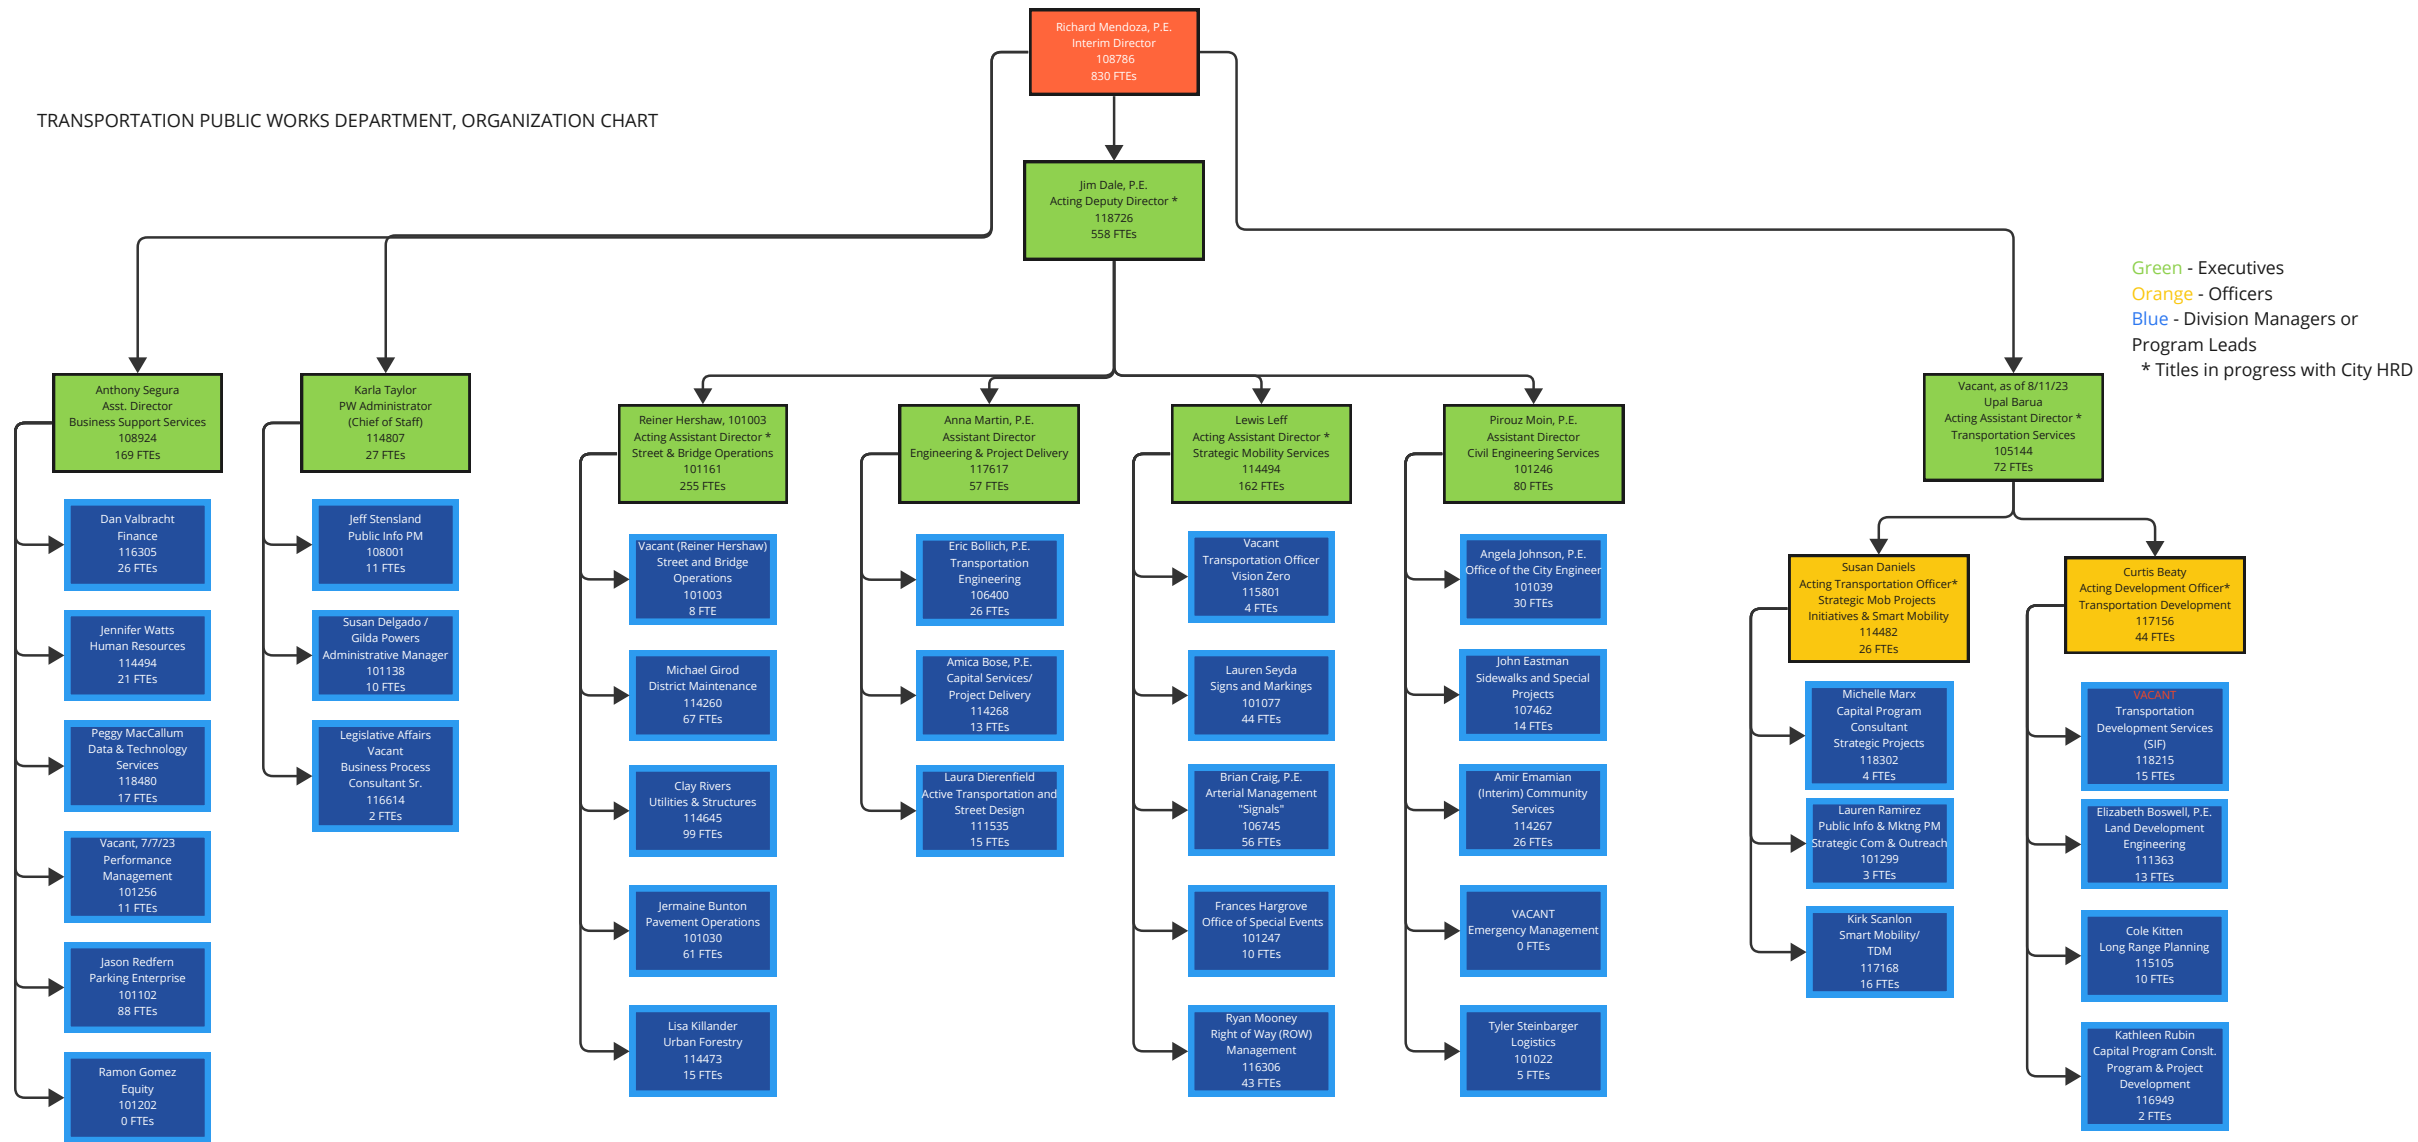 Richard Mendoza, P.E.
Interim Director
108786
830 FTEs
TRANSPORTATION PUBLIC WORKS DEPARTMENT, ORGANIZATION CHART
Jim Dale, P.E.
Acting Deputy Director *
118726
558 FTEs
Green - Executives
Orange - Officers
Blue - Division Managers or
Program Leads
* Titles in progress with City HRD
Anthony Segura
Asst. Director
Business Support Services
108924
169 FTEs
Dan Valbracht
Finance
116305
26 FTEs
Jennifer Watts
Human Resources
114494
21 FTEs
Peggy MacCallum
Data & Technology
Services
118480
17 FTEs
Vacant, 7/7/23
Performance
Management
101256
11 FTEs
Jason Redfern
Parking Enterprise
101102
88 FTEs
Ramon Gomez
Equity
101202
0 FTEs
Karla Taylor
PW Administrator
(Chief of Staff)
114807
27 FTEs
Jeff Stensland
Public Info PM
108001
11 FTEs
Susan Delgado /
Gilda Powers
Administrative Manager
101138
10 FTEs
Legislative Affairs
Vacant
Business Process
Consultant Sr.
116614
2 FTEs
Reiner Hershaw, 101003
Acting Assistant Director *
Street & Bridge Operations
101161
255 FTEs
Vacant (Reiner Hershaw)
Street and Bridge
Operations
101003
8 FTE
Michael Girod
District Maintenance
114260
67 FTEs
Clay Rivers
Utilities & Structures
114645
99 FTEs
Jermaine Bunton
Pavement Operations
101030
61 FTEs
Lisa Killander
Urban Forestry
114473
15 FTEs
Anna Martin, P.E.
Assistant Director
Engineering & Project Delivery
117617
57 FTEs
Eric Bollich, P.E.
Transportation
Engineering
106400
26 FTEs
Amica Bose, P.E.
Capital Services/
Project Delivery
114268
13 FTEs
Laura Dierenfield
Active Transportation and
Street Design
111535
15 FTEs
Lewis Leff
Acting Assistant Director *
Strategic Mobility Services
114494
162 FTEs
Vacant
Transportation Officer
Vision Zero
115801
4 FTEs
Lauren Seyda
Signs and Markings
101077
44 FTEs
Brian Craig, P.E.
Arterial Management
"Signals"
106745
56 FTEs
Frances Hargrove
Office of Special Events
101247
10 FTEs
Ryan Mooney
Right of Way (ROW)
Management
116306
43 FTEs
Pirouz Moin, P.E.
Assistant Director
Civil Engineering Services
101246
80 FTEs
Angela Johnson, P.E.
Office of the City Engineer
101039
30 FTEs
John Eastman
Sidewalks and Special
Projects
107462
14 FTEs
Amir Emamian
(Interim) Community
Services
114267
26 FTEs
VACANT
Emergency Management
0 FTEs
Tyler Steinbarger
Logistics
101022
5 FTEs
Vacant, as of 8/11/23
Upal Barua
Acting Assistant Director *
Transportation Services
105144
72 FTEs
Susan Daniels
Acting Transportation Officer*
Strategic Mob Projects
Initiatives & Smart Mobility
114482
26 FTEs
Michelle Marx
Capital Program
Consultant
Strategic Projects
118302
4 FTEs
Lauren Ramirez
Public Info & Mktng PM
Strategic Com & Outreach
101299
3 FTEs
Kirk Scanlon
Smart Mobility/
TDM
117168
16 FTEs
Curtis Beaty
Acting Development Officer*
Transportation Development
117156
44 FTEs
VACANT
Transportation
Development Services
(SIF)
118215
15 FTEs
Elizabeth Boswell, P.E.
Land Development
Engineering
111363
13 FTEs
Cole Kitten
Long Range Planning
115105
10 FTEs
Kathleen Rubin
Capital Program Conslt.
Program & Project
Development
116949
2 FTEs